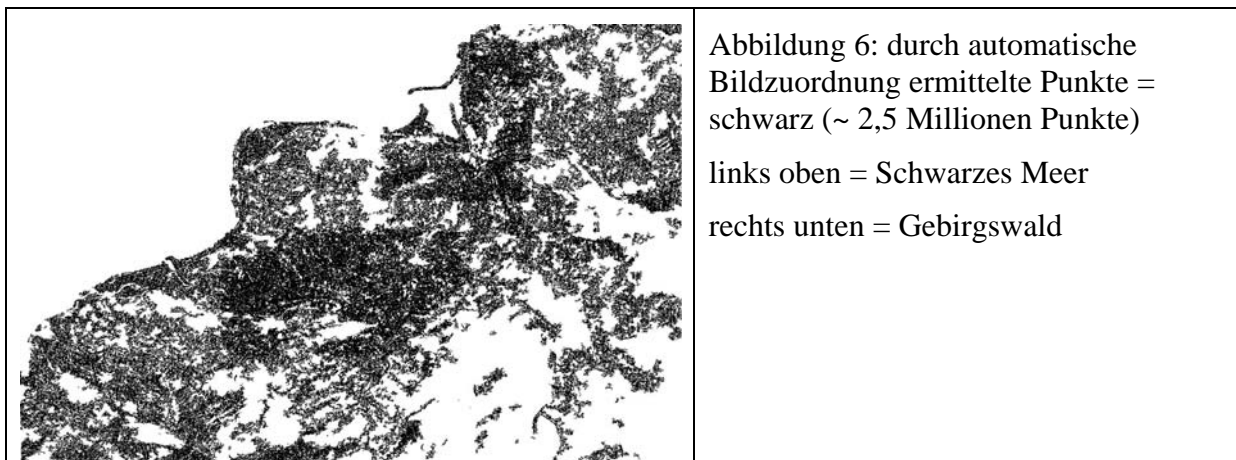 Abbildung 6: durch automatische
Bildzuordnung ermittelte Punkte =
schwarz (~ 2,5 Millionen Punkte)
links oben = Schwarzes Meer
rechts unten = Gebirgswald